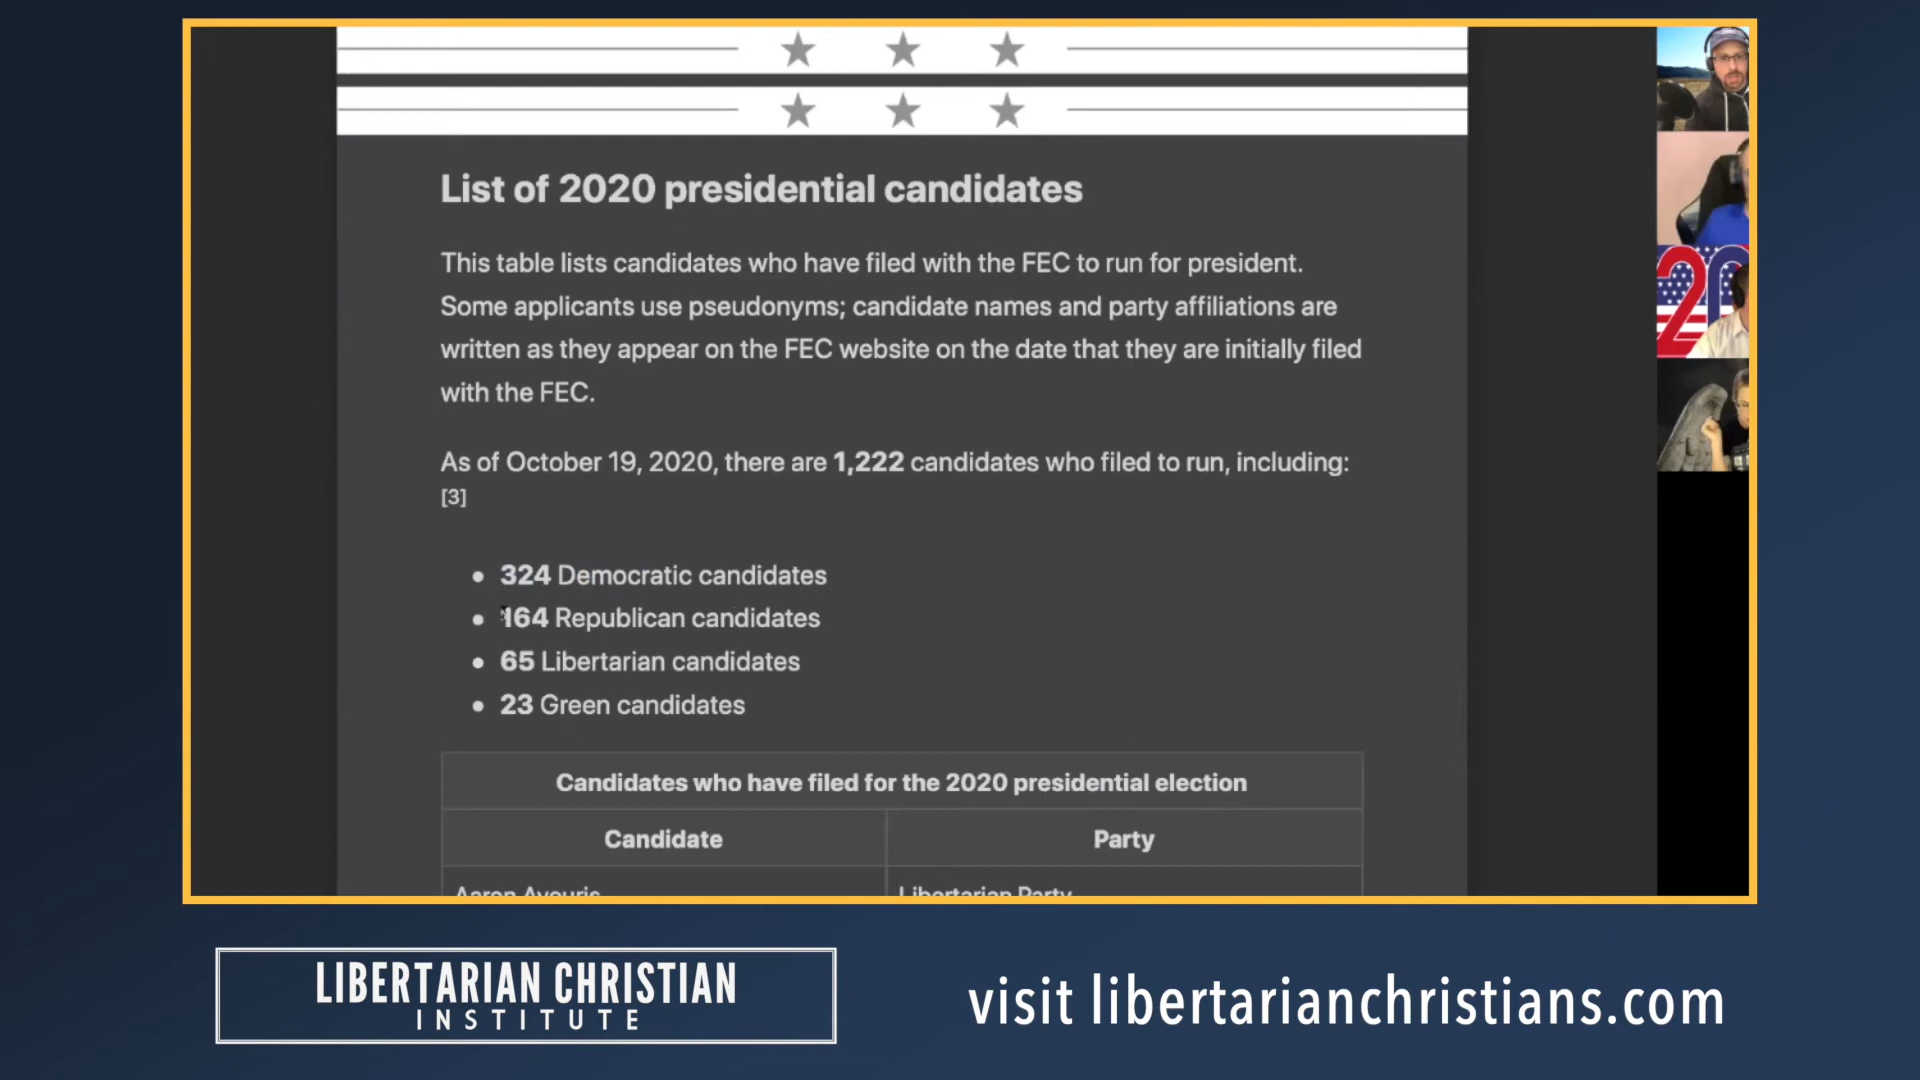 List of 2020 presidential candidates
This table lists candidates who have filed with the FEC to run for president.
Some applicants use pseudonyms; candidate names and party affiliations are
written as they appear on the FEC website on the date that they are initially filed
with the FEC.
As of October 19, 2020, there are 1,222 candidates who filed to run, including:
[3]
324 Democratic candidates
164 Republican candidates
65 Libertarian candidates
23 Green candidates
Candidates who have filed for the 2020 presidential election
Candidate Party
Aaron Avouris Libertarian Party
LIBERTARIAN CHRISTIAN
INSTITUTE
visit libertarianchristians.com